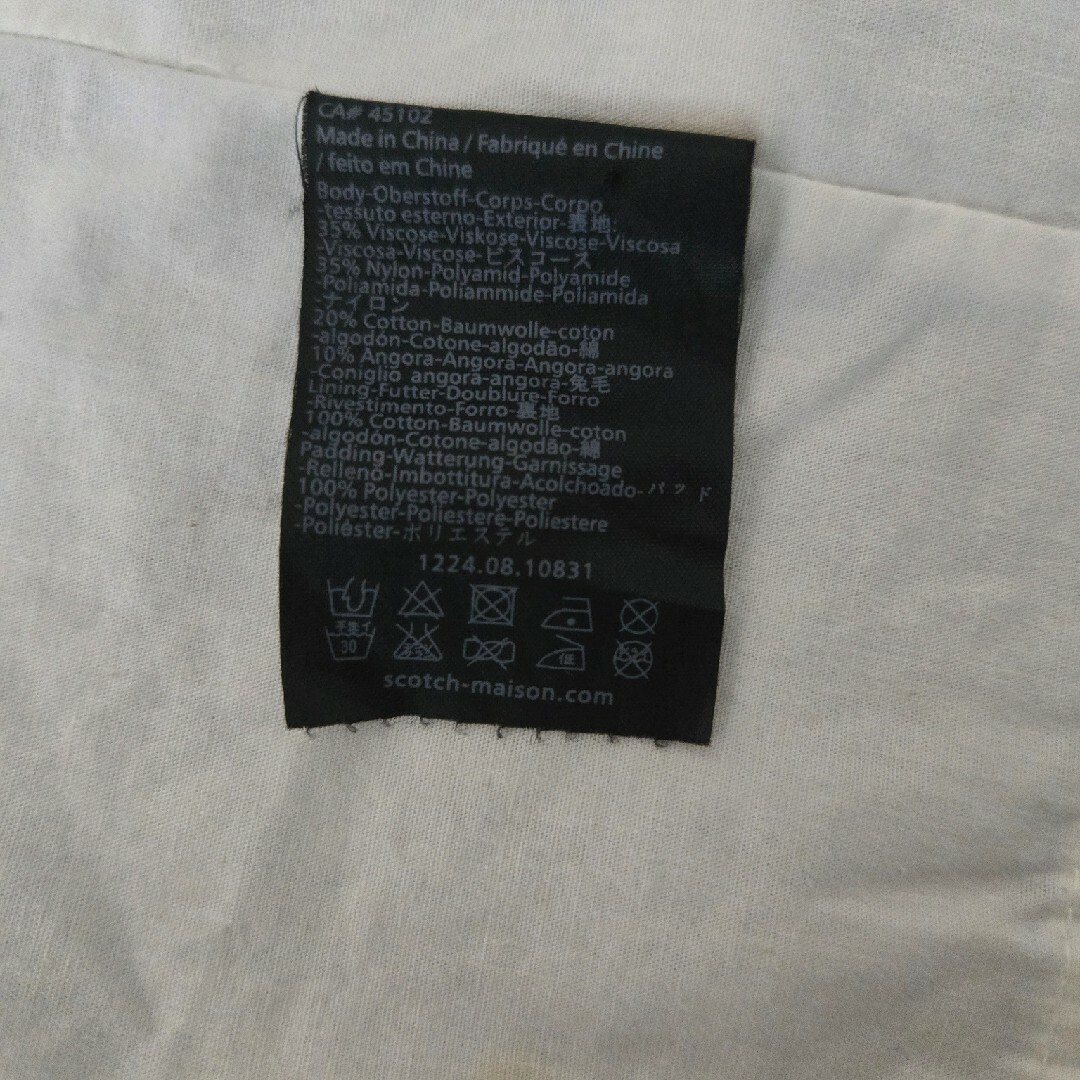 CA# 45102
Made in China / Fabriqué en Chine
/ feito em Chine
Body-Oberstoff-Corps-Corpo
-tessuto esterno-Exterior-表地:
35% Viscose-Viskose-Viscose-Viscosa
-Viscosa-Viscose-ビスコース
35% Nylon-Polyamid-Polyamide
-Poliamida-Poliammide-Poliamida
-ナイロン
20% Cotton-Baumwolle-coton
-algodón-Cotone-algodão-綿
10% Angora-Angora-Angora-angora
-Coniglio angora-angora-兔毛
Lining-Futter-Doublure-Forro
-Rivestimento-Forro-裏地
100% Cotton-Baumwolle-coton
-algodón-Cotone-algodão-綿
Padding-Watterung-Garnissage
-Relleno-Imbottitura-Acolchoado-パッド
100% Polyester-Polyester
-Polyester-Poliestere-Poliestere
-Poliéster-ポリエステル
1224.08.10831
手洗イ
30
低
scotch-maison.com